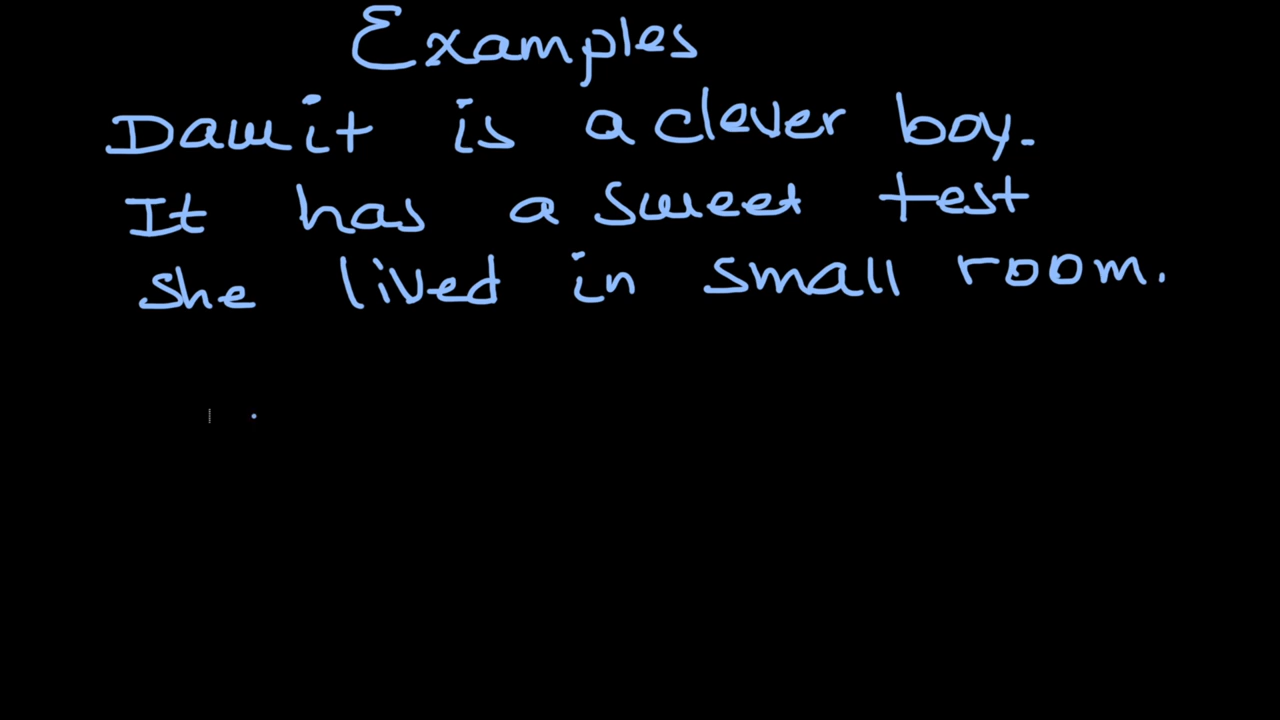 Examples
Dawit is a clever boy.
It has a sweet test
she lived in small room.